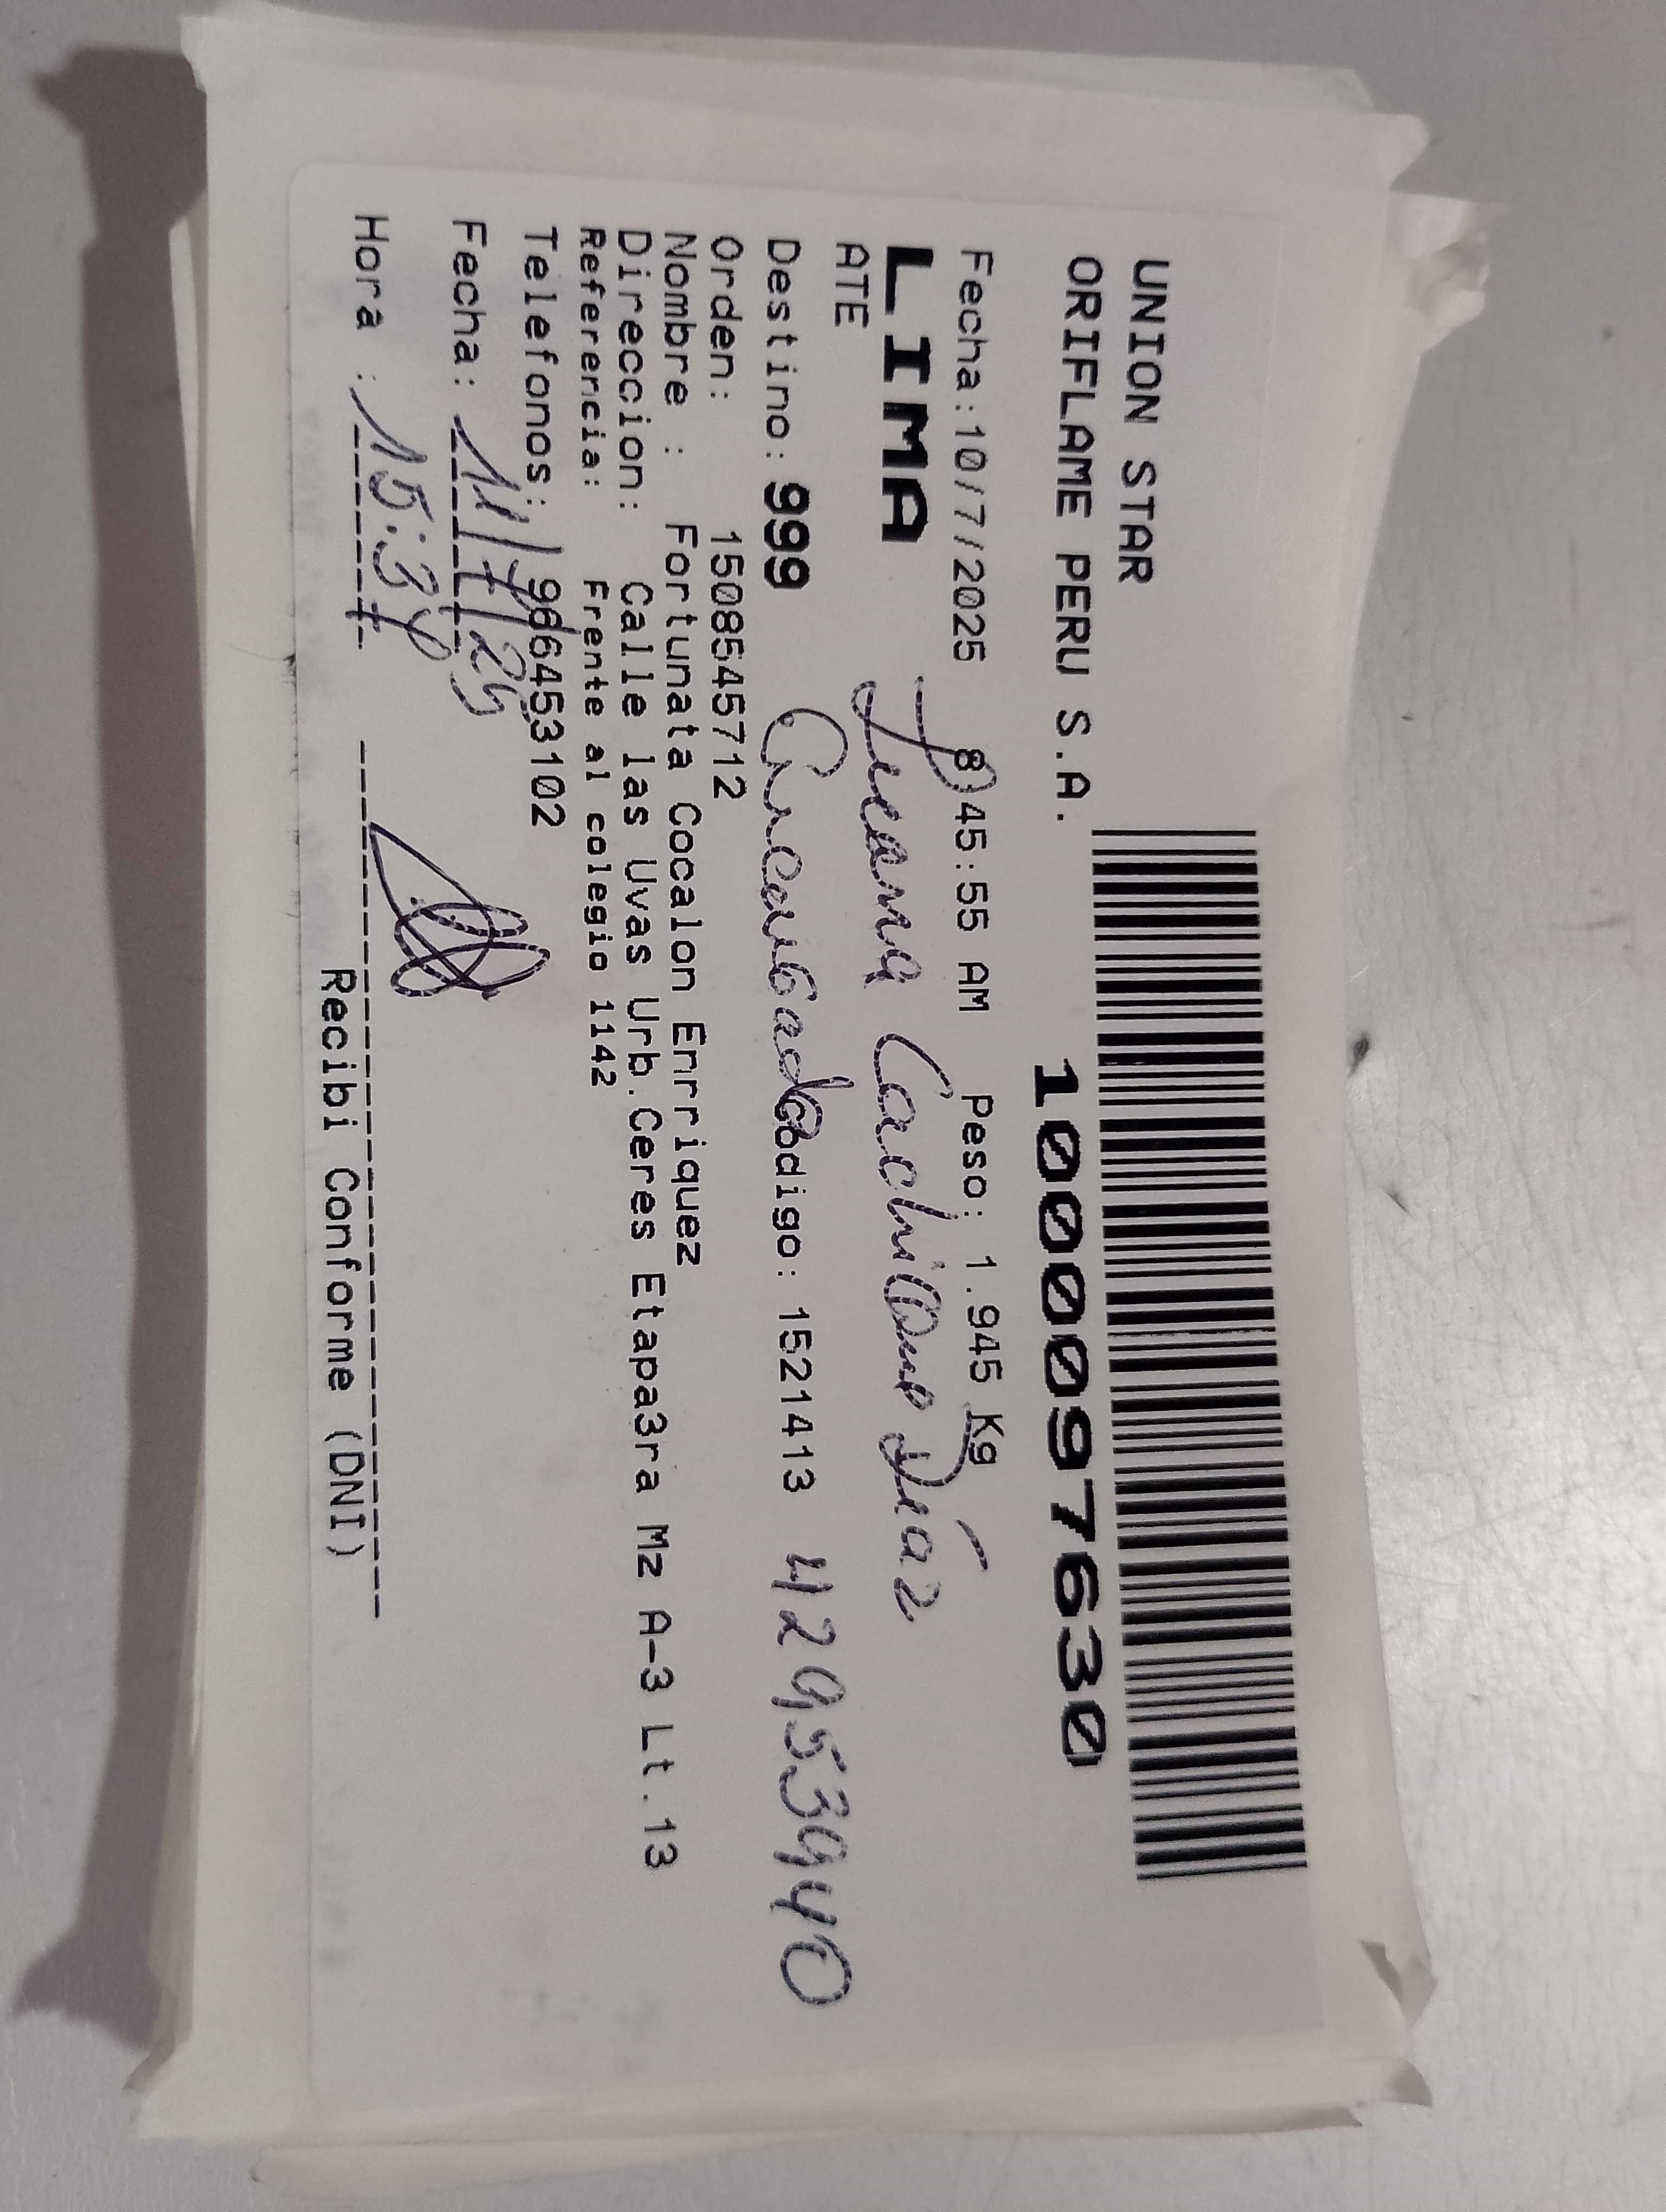 UNION STAR
ORIFLAME PERU S.A.
1000097630
Fecha:10/7/2025 8:45:55 AM Peso: 1.945 Kg
LIMA
ATE
Díaz
Destino: 999 Codigo: 1521413 42953940
Encargada
Orden: 1508545712
Nombre : Fortunata Cocalon Enrriquez
Direccion: Calle las Uvas Urb.Ceres Etapa3ra Mz A-3 Lt.13
Referencia: Frente al colegio 1142
Telefonos: 966453102
Fecha: 11/7/25
Hora : 15:34
Recibi Conforme (DNI)